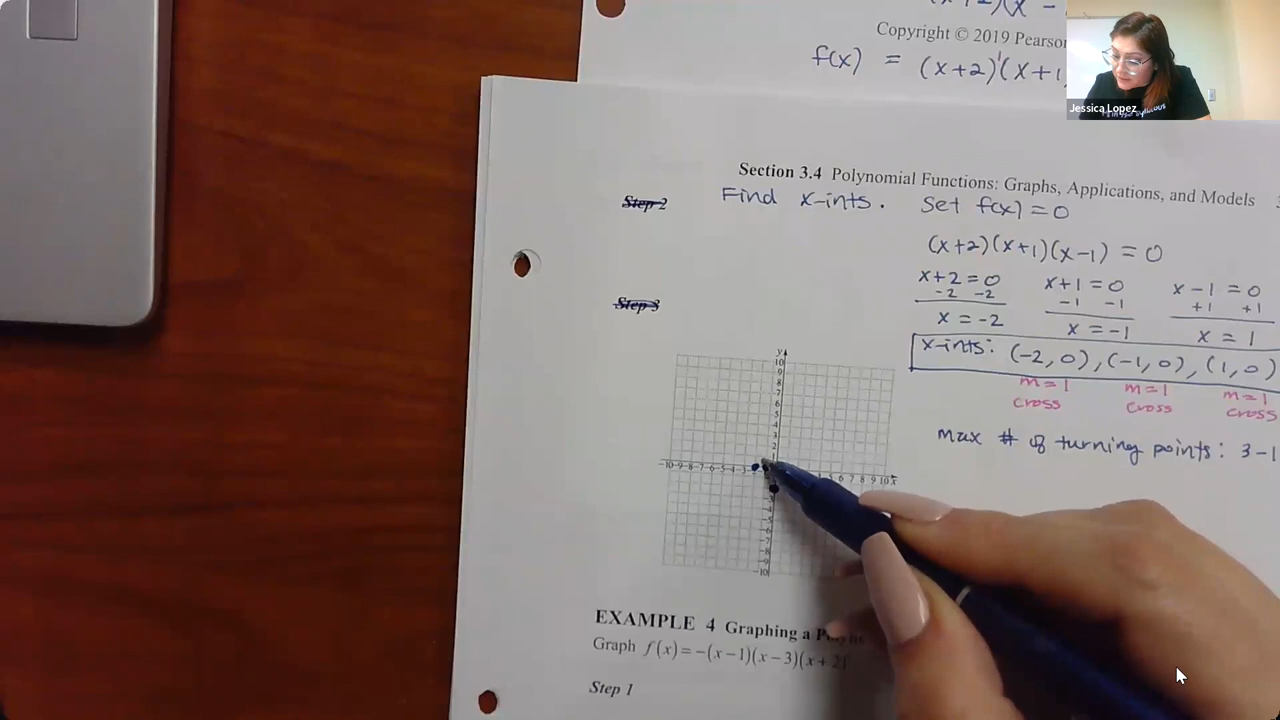 Copyright © 2019 Pearson
f(x) = (x+2)¹(x+1
Jessica Lopez
Section 3.4 Polynomial Functions: Graphs, Applications, and Models
Step 2 Find x-ints. Set f(x) = 0
(x+2)(x+1)(x-1) = 0
x+2=0 x+1=0 x-1=0
-2 -2 -1 -1 +1 +1
x = -2 x = -1 x = 1
Step 3
x-ints: (-2, 0), (-1, 0), (1, 0)
m=1 m=1 m=1
cross cross cross
max # of turning points: 3-1
y
x
EXAMPLE 4 Graphing a
Graph f(x)=-(x-1)(x-3)(x+2)
Step 1